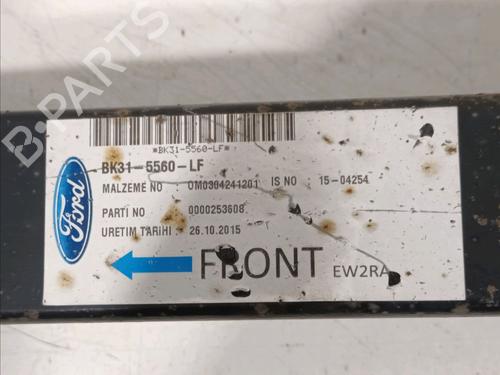 B-PARTS
*BK31-5560-LF*
BK31-5560-LF
MALZEME NO OM0394241201 IS NO 15-04254
PARTI NO 0000253608
URETIM TARIHI 26.10.2015
Ford
FRONT EW2RA